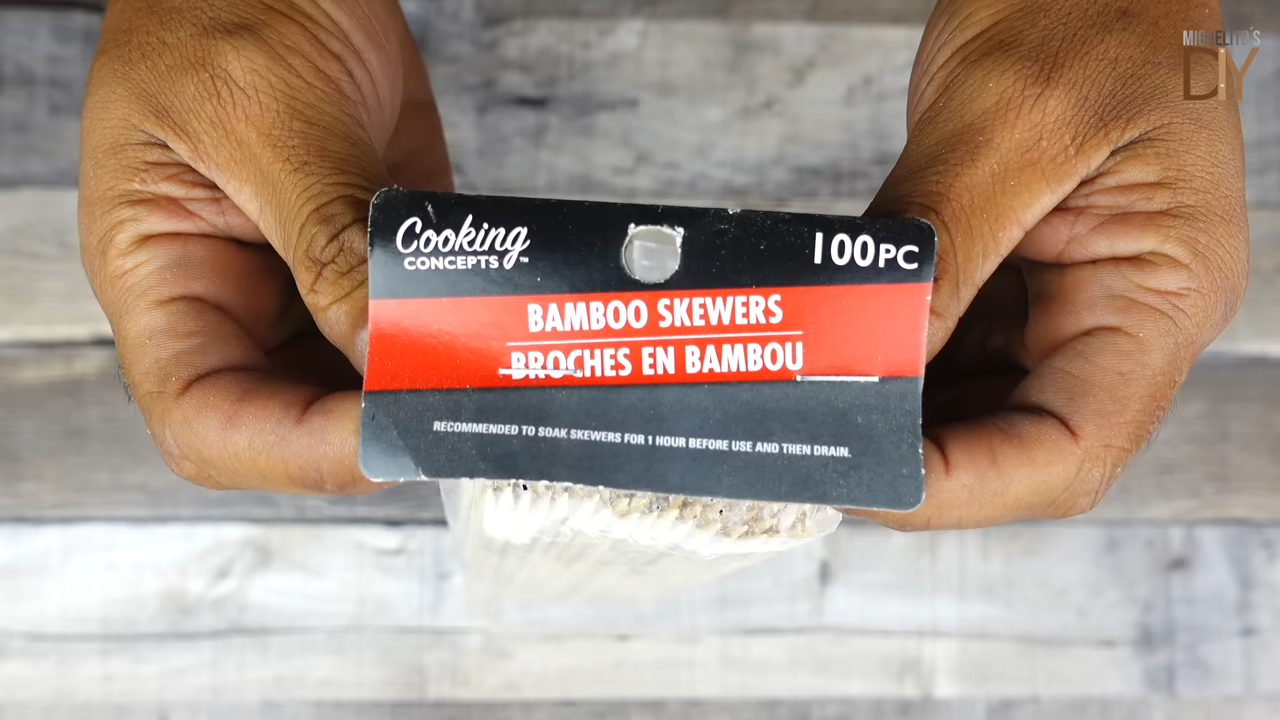 MIGUELITO'S
DIY
Cooking
CONCEPTS™
100PC
BAMBOO SKEWERS
BROCHES EN BAMBOU
RECOMMENDED TO SOAK SKEWERS FOR 1 HOUR BEFORE USE AND THEN DRAIN.